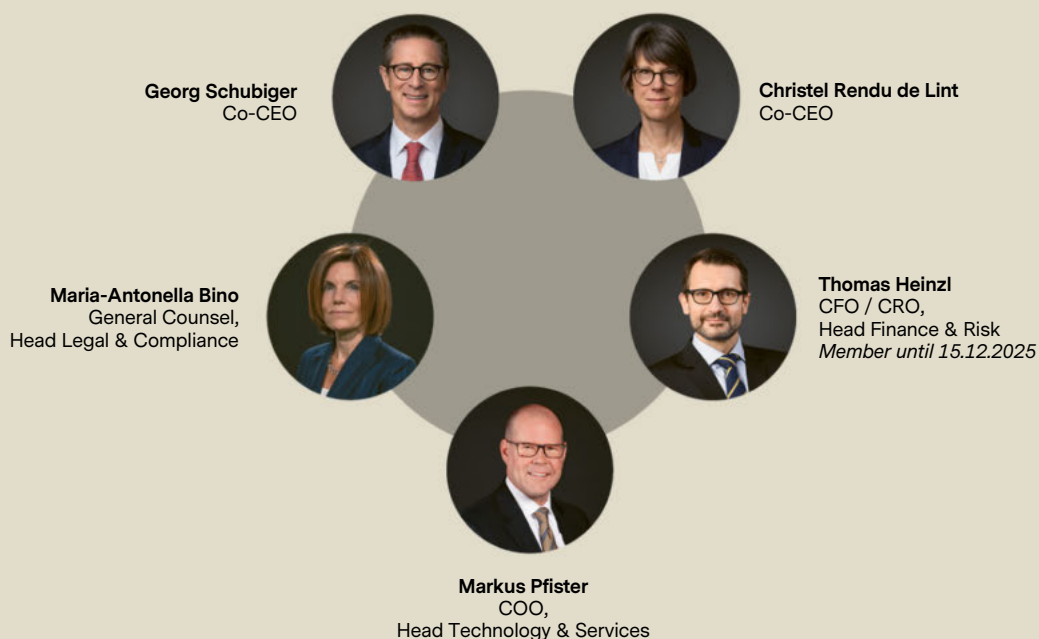 Georg Schubiger
Co-CEO
Christel Rendu de Lint
Co-CEO
Maria-Antonella Bino
General Counsel,
Head Legal & Compliance
Thomas Heinzl
CFO / CRO,
Head Finance & Risk
Member until 15.12.2025
Markus Pfister
COO,
Head Technology & Services